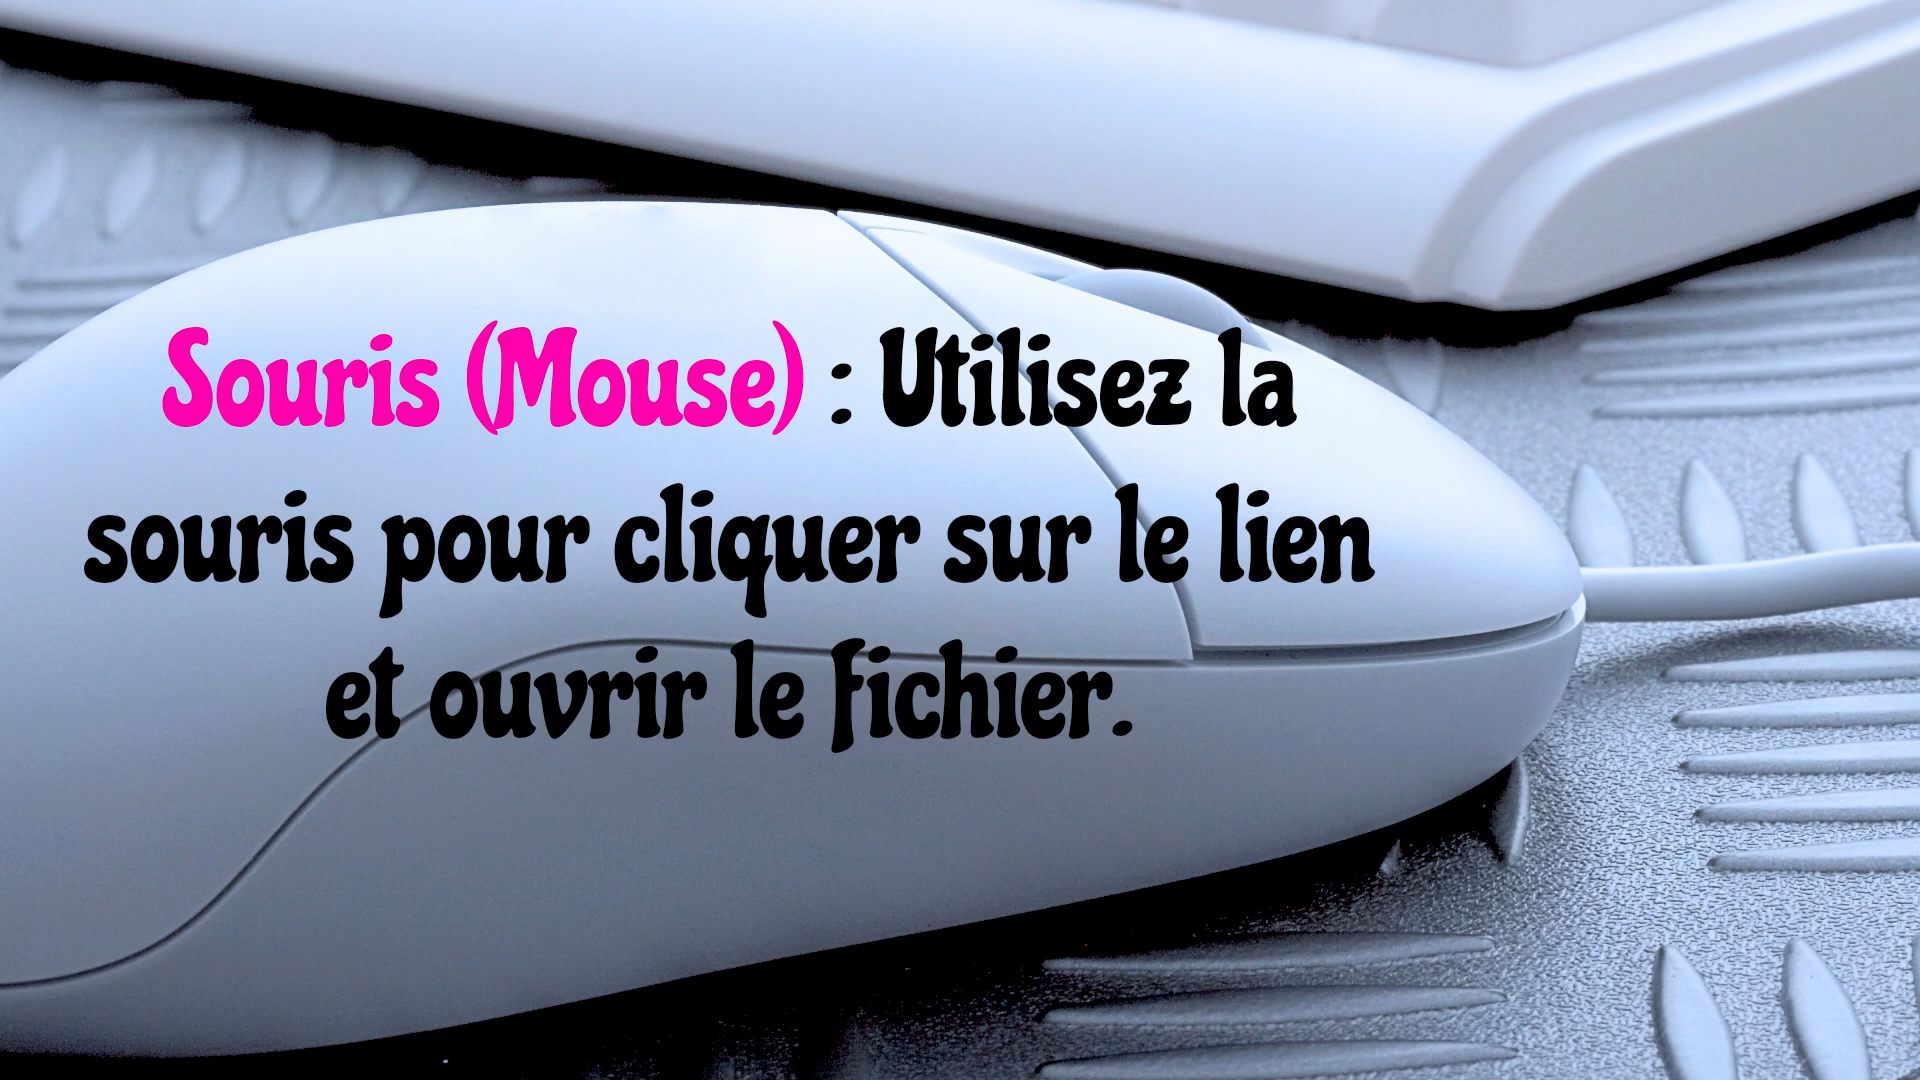 Souris (Mouse) : Utilisez la
souris pour cliquer sur le lien
et ouvrir le fichier.